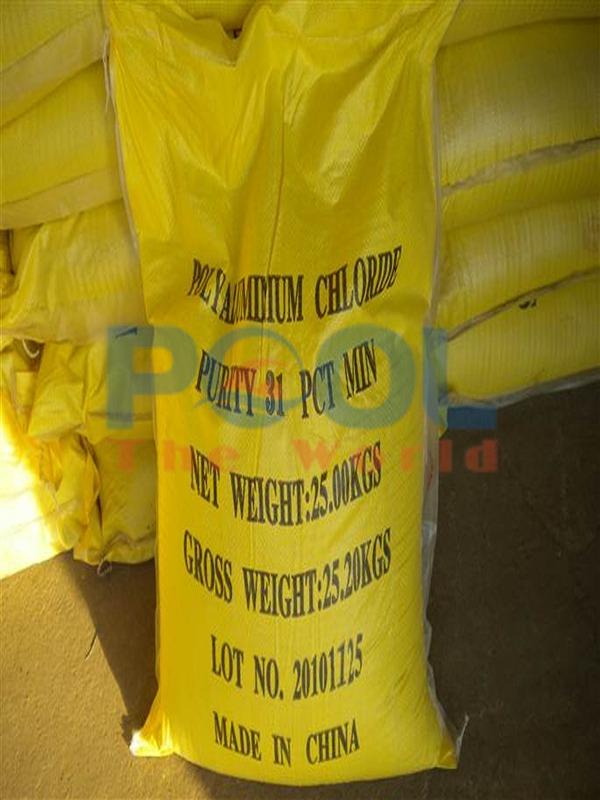 POLYALUMIDIUM CHLORIDE
POOL
PURITY 31 PCT MIN
The World
NET WEIGHT:25.00KGS
GROSS WEIGHT:25.20KGS
LOT NO. 20101125
MADE IN CHINA